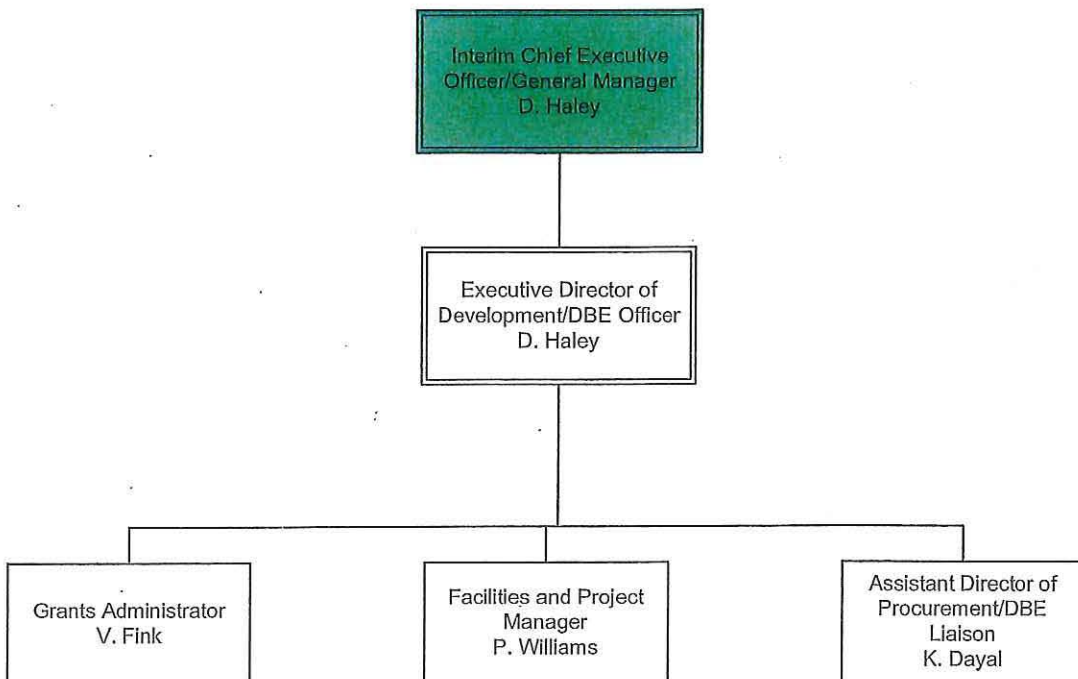 Interim Chief Executive
Officer/General Manager
D. Haley
Executive Director of
Development/DBE Officer
D. Haley
Grants Administrator
V. Fink
Facilities and Project
Manager
P. Williams
Assistant Director of
Procurement/DBE
Liaison
K. Dayal